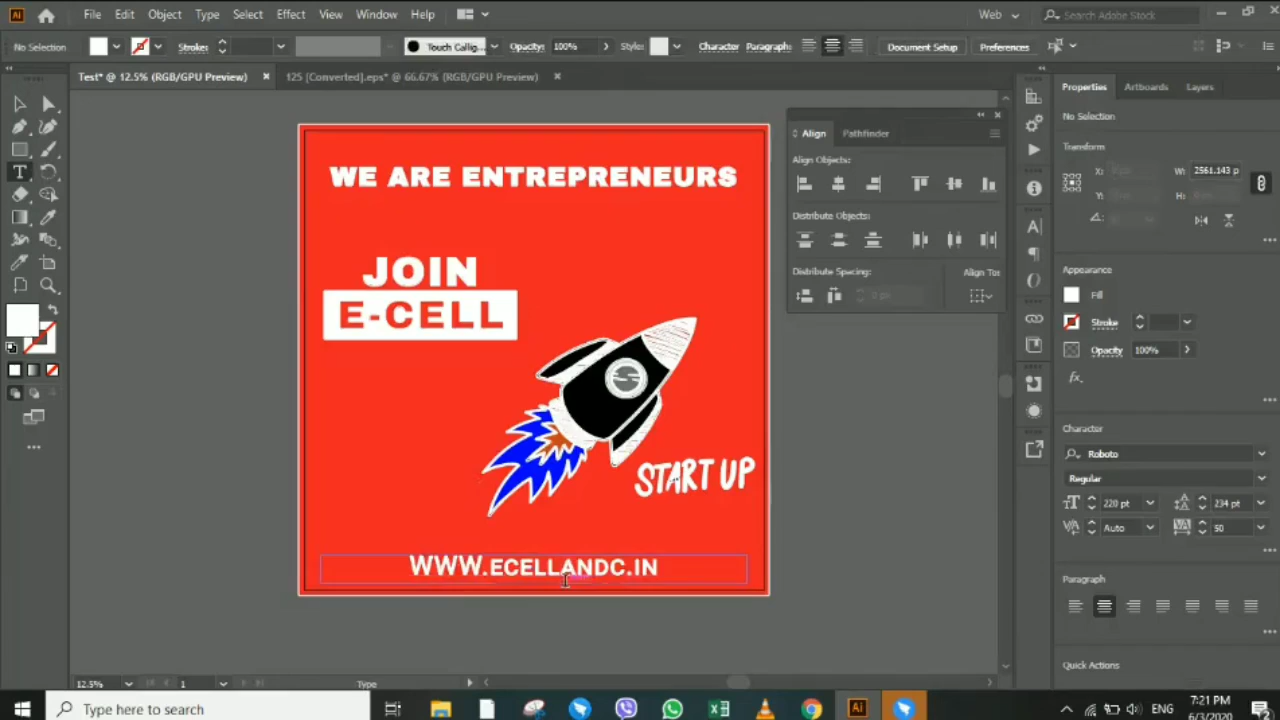 File Edit Object Type Select Effect View Window Help
Web
Search Adobe Stock
No Selection
Stroke:
Touch Callig...
Opacity: 100%
Style:
Character
Paragraph:
Document Setup
Preferences
Test* @ 12.5% (RGB/GPU Preview)
125 [Converted].eps* @ 66.67% (RGB/GPU Preview)
WE ARE ENTREPRENEURS
JOIN
E-CELL
START UP
WWW.ECELLANDC.IN
Align
Pathfinder
Align Objects:
Distribute Objects:
Distribute Spacing:
Align To:
0 px
Properties
Artboards
Layers
No Selection
Transform
X:
W: 2561.143 p
Y:
H:
Appearance
Fill
Stroke
Opacity 100%
fx.
Character
Roboto
Regular
220 pt
234 pt
Auto
50
Paragraph
Quick Actions
12.5%
1
Type
Type here to search
Ai
ENG
7:21 PM
6/3/2020
2